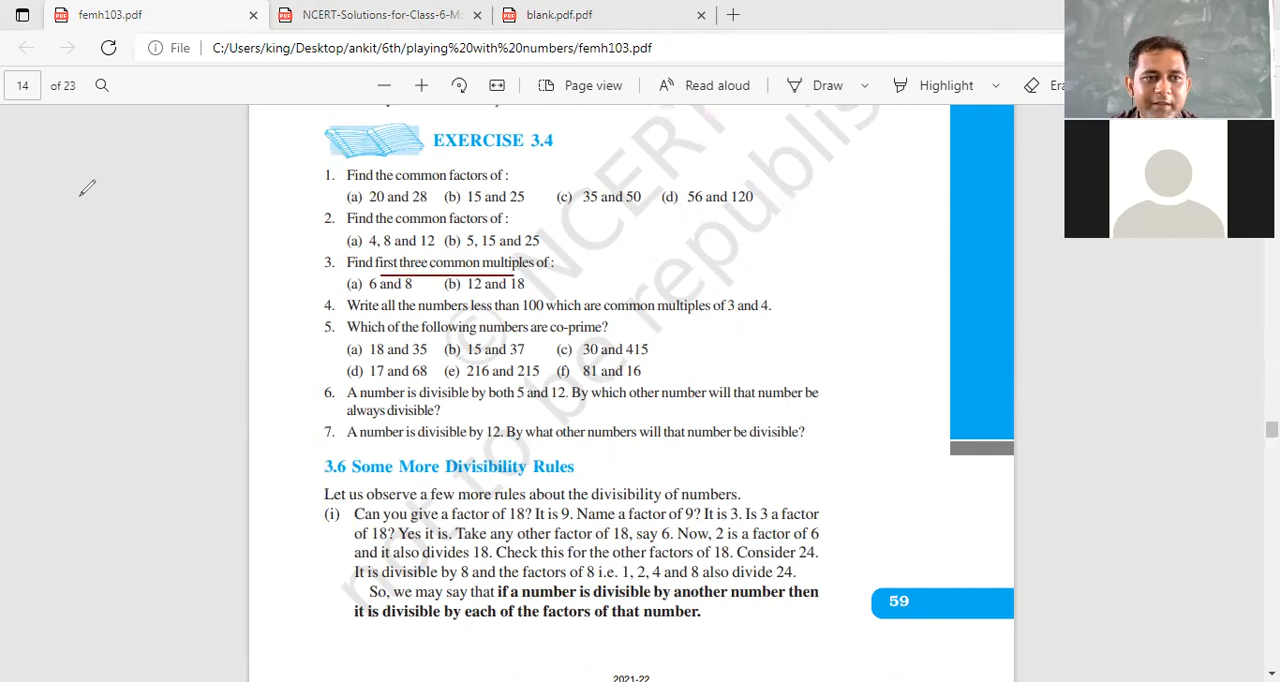 femh103.pdf
NCERT-Solutions-for-Class-6-M
blank.pdf.pdf
File
C:/Users/king/Desktop/ankit/6th/playing%20with%20numbers/femh103.pdf
14 of 23
Page view
Read aloud
Draw
Highlight
Era
EXERCISE 3.4
1. Find the common factors of :
(a) 20 and 28 (b) 15 and 25 (c) 35 and 50 (d) 56 and 120
2. Find the common factors of :
(a) 4, 8 and 12 (b) 5, 15 and 25
3. Find first three common multiples of :
(a) 6 and 8 (b) 12 and 18
4. Write all the numbers less than 100 which are common multiples of 3 and 4.
5. Which of the following numbers are co-prime?
(a) 18 and 35 (b) 15 and 37 (c) 30 and 415
(d) 17 and 68 (e) 216 and 215 (f) 81 and 16
6. A number is divisible by both 5 and 12. By which other number will that number be
always divisible?
7. A number is divisible by 12. By what other numbers will that number be divisible?
3.6 Some More Divisibility Rules
Let us observe a few more rules about the divisibility of numbers.
(i) Can you give a factor of 18? It is 9. Name a factor of 9? It is 3. Is 3 a factor
of 18? Yes it is. Take any other factor of 18, say 6. Now, 2 is a factor of 6
and it also divides 18. Check this for the other factors of 18. Consider 24.
It is divisible by 8 and the factors of 8 i.e. 1, 2, 4 and 8 also divide 24.
So, we may say that if a number is divisible by another number then
it is divisible by each of the factors of that number.
59
2021-22
© NCERT
not to be republis